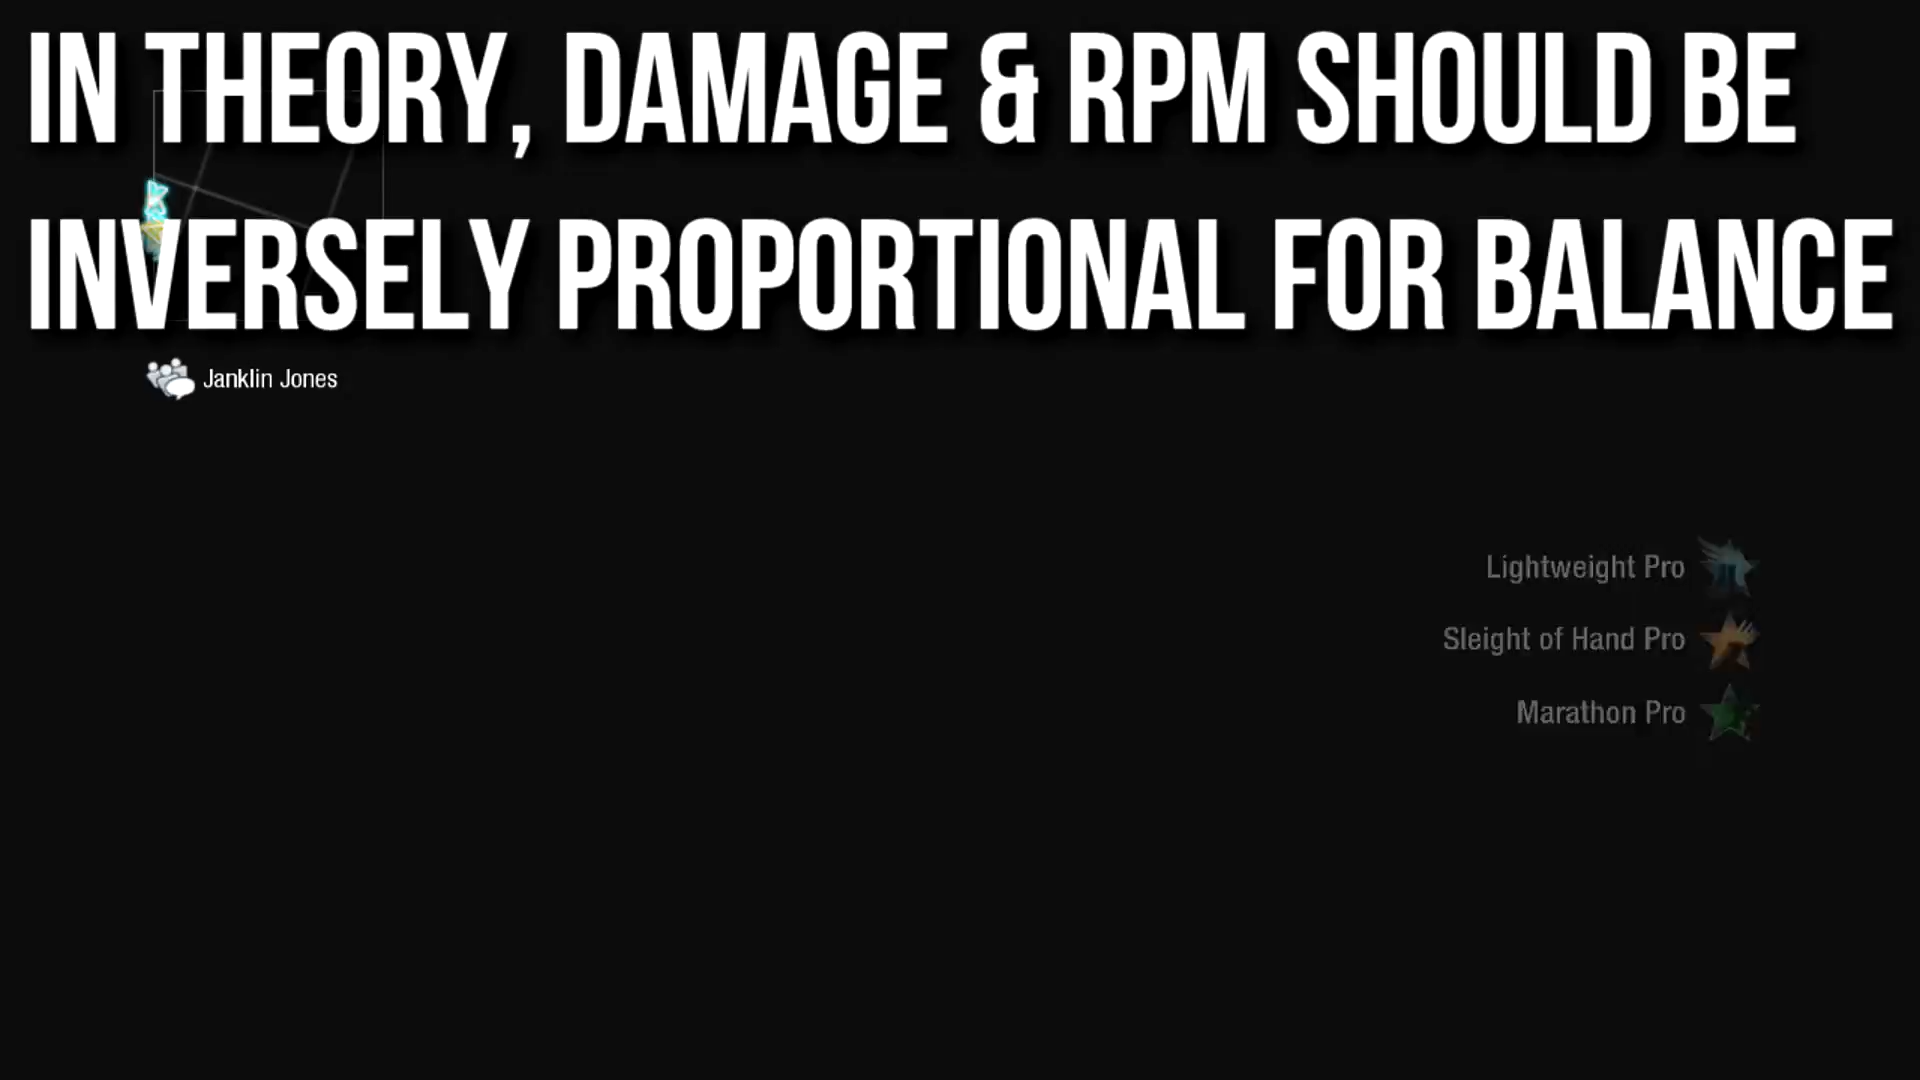 IN THEORY, DAMAGE & RPM SHOULD BE
INVERSELY PROPORTIONAL FOR BALANCE
Janklin Jones
Lightweight Pro
Sleight of Hand Pro
Marathon Pro